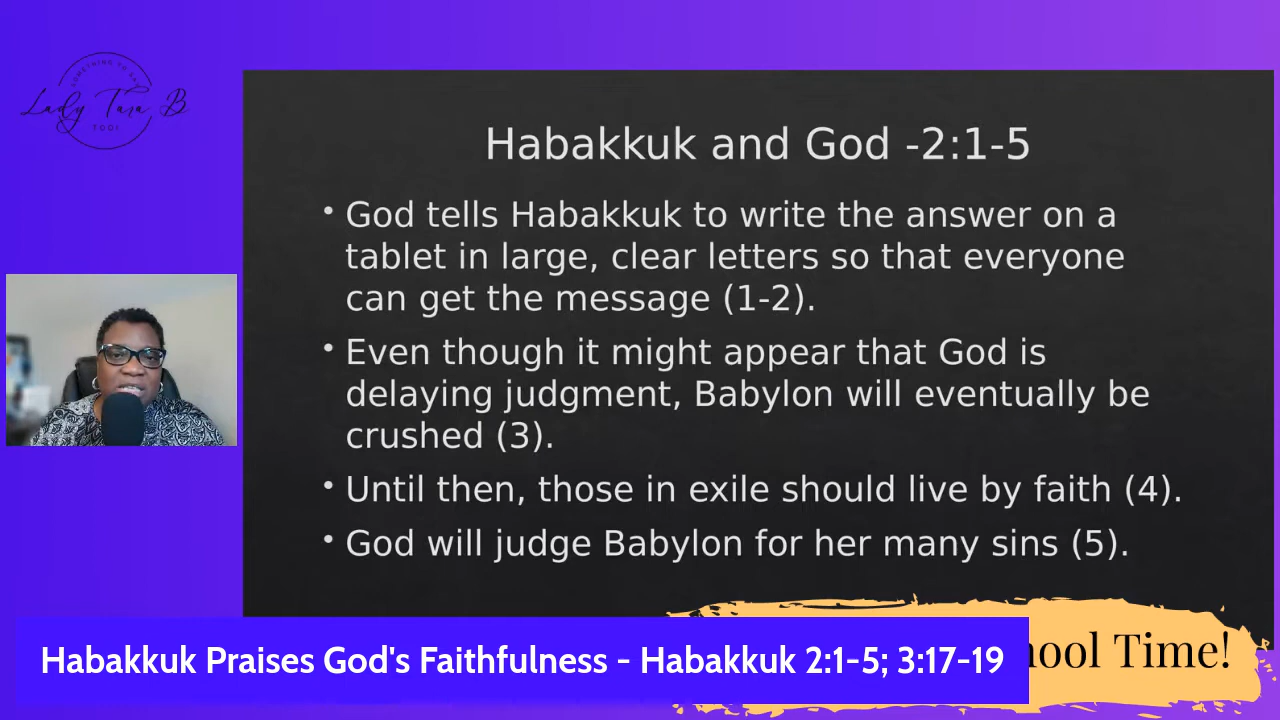 Lady Tara B
Habakkuk and God -2:1-5
• God tells Habakkuk to write the answer on a
tablet in large, clear letters so that everyone
can get the message (1-2).
• Even though it might appear that God is
delaying judgment, Babylon will eventually be
crushed (3).
• Until then, those in exile should live by faith (4).
• God will judge Babylon for her many sins (5).
Habakkuk Praises God's Faithfulness - Habakkuk 2:1-5; 3:17-19
Time!